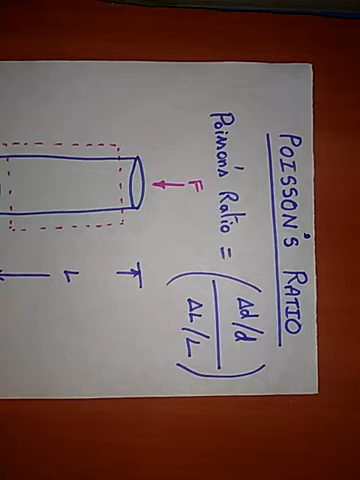 POISSON'S RATIO
Poisson's Ratio = (Δd/d / ΔL/L)
F
L